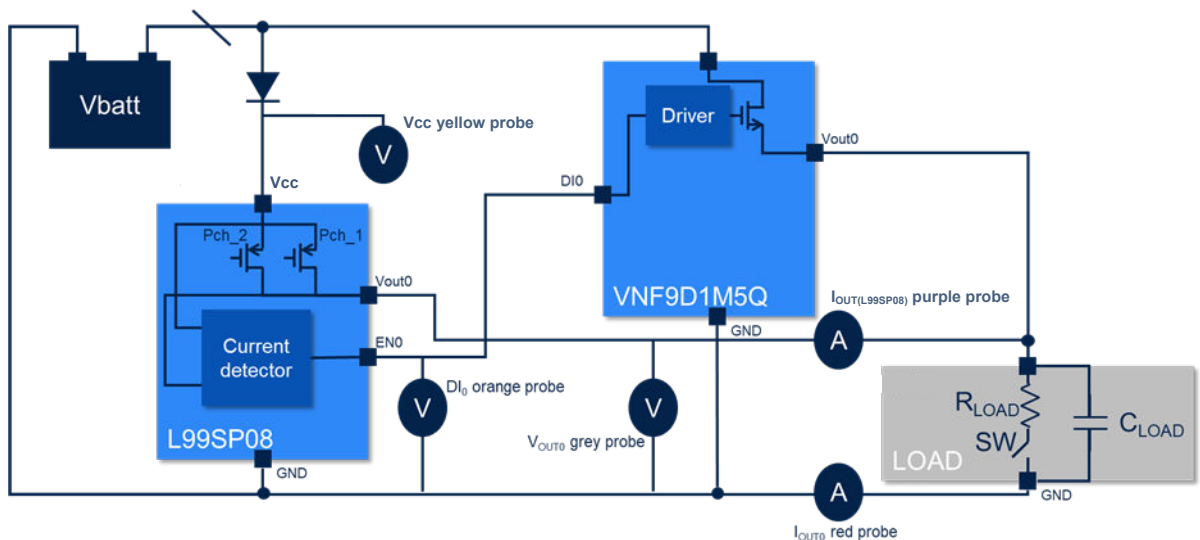 Vbatt
Vcc yellow probe
Vcc
Pch_2
Pch_1
Vout0
Current
detector
EN0
L99SP08
GND
DI0 orange probe
VOUT0 grey probe
Driver
DI0
Vout0
VNF9D1M5Q
GND
IOUT(L99SP08) purple probe
A
V
V
V
RLOAD
SW
CLOAD
LOAD
GND
A
IOUT0 red probe